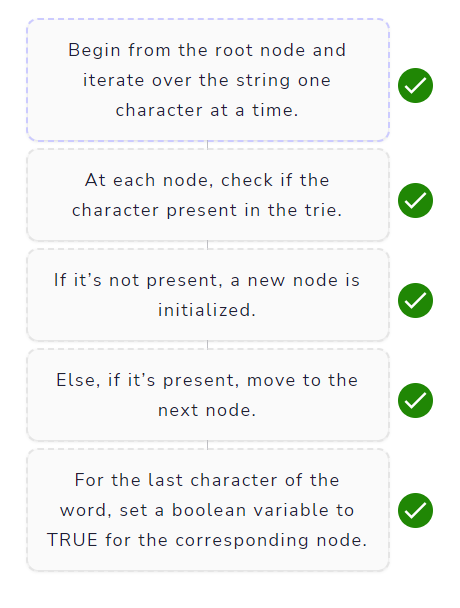 Begin from the root node and
iterate over the string one
character at a time.
At each node, check if the
character present in the trie.
If it’s not present, a new node is
initialized.
Else, if it’s present, move to the
next node.
For the last character of the
word, set a boolean variable to
TRUE for the corresponding node.